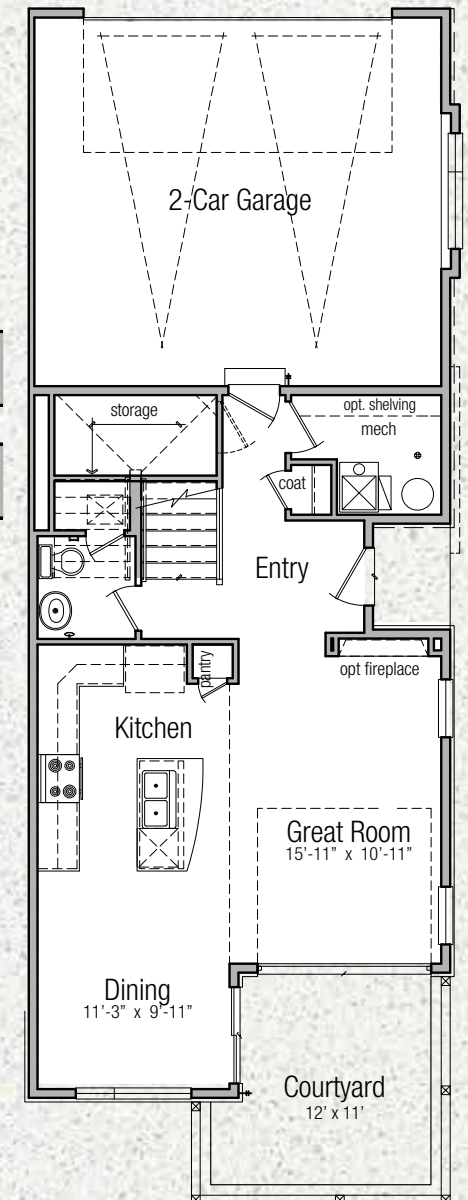 2-Car Garage
storage
opt. shelving
mech
coat
Entry
pantry
opt fireplace
Kitchen
Great Room
15'-11" x 10'-11"
Dining
11'-3" x 9'-11"
Courtyard
12' x 11'